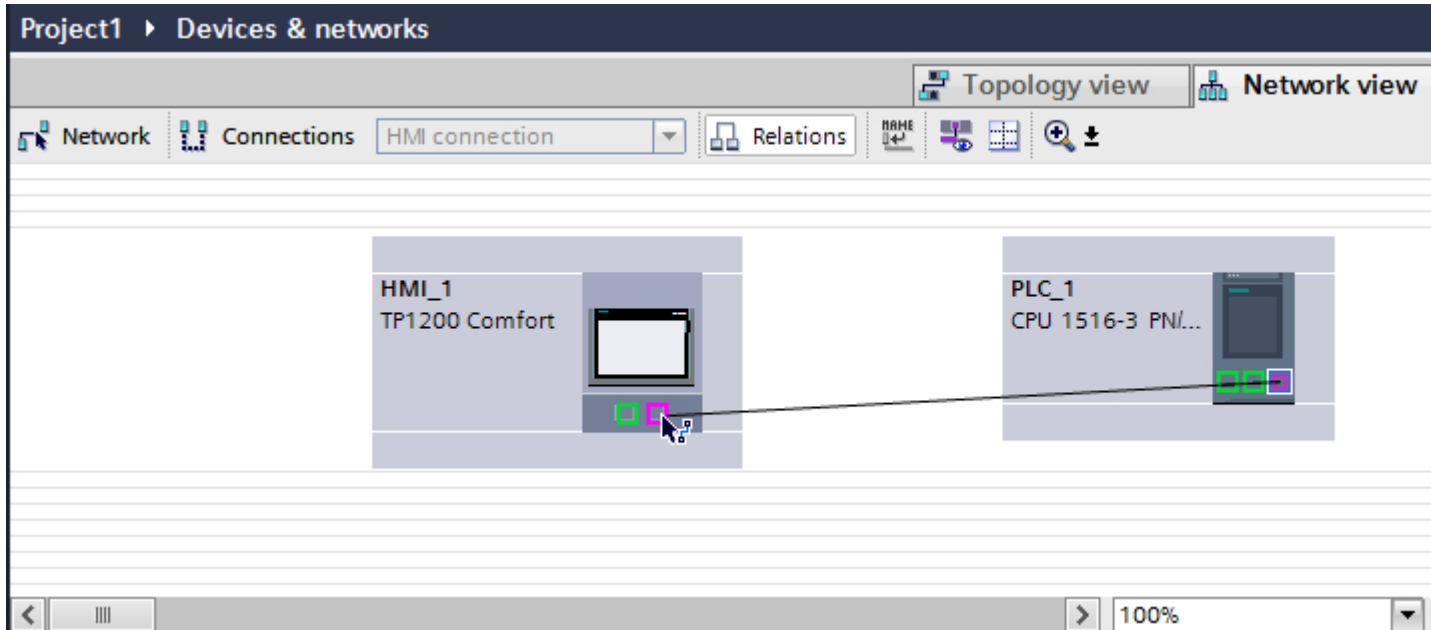 Project1 ▸ Devices & networks
Topology view Network view
Network Connections HMI connection Relations NAME
HMI_1
TP1200 Comfort
PLC_1
CPU 1516-3 PN/...
100%